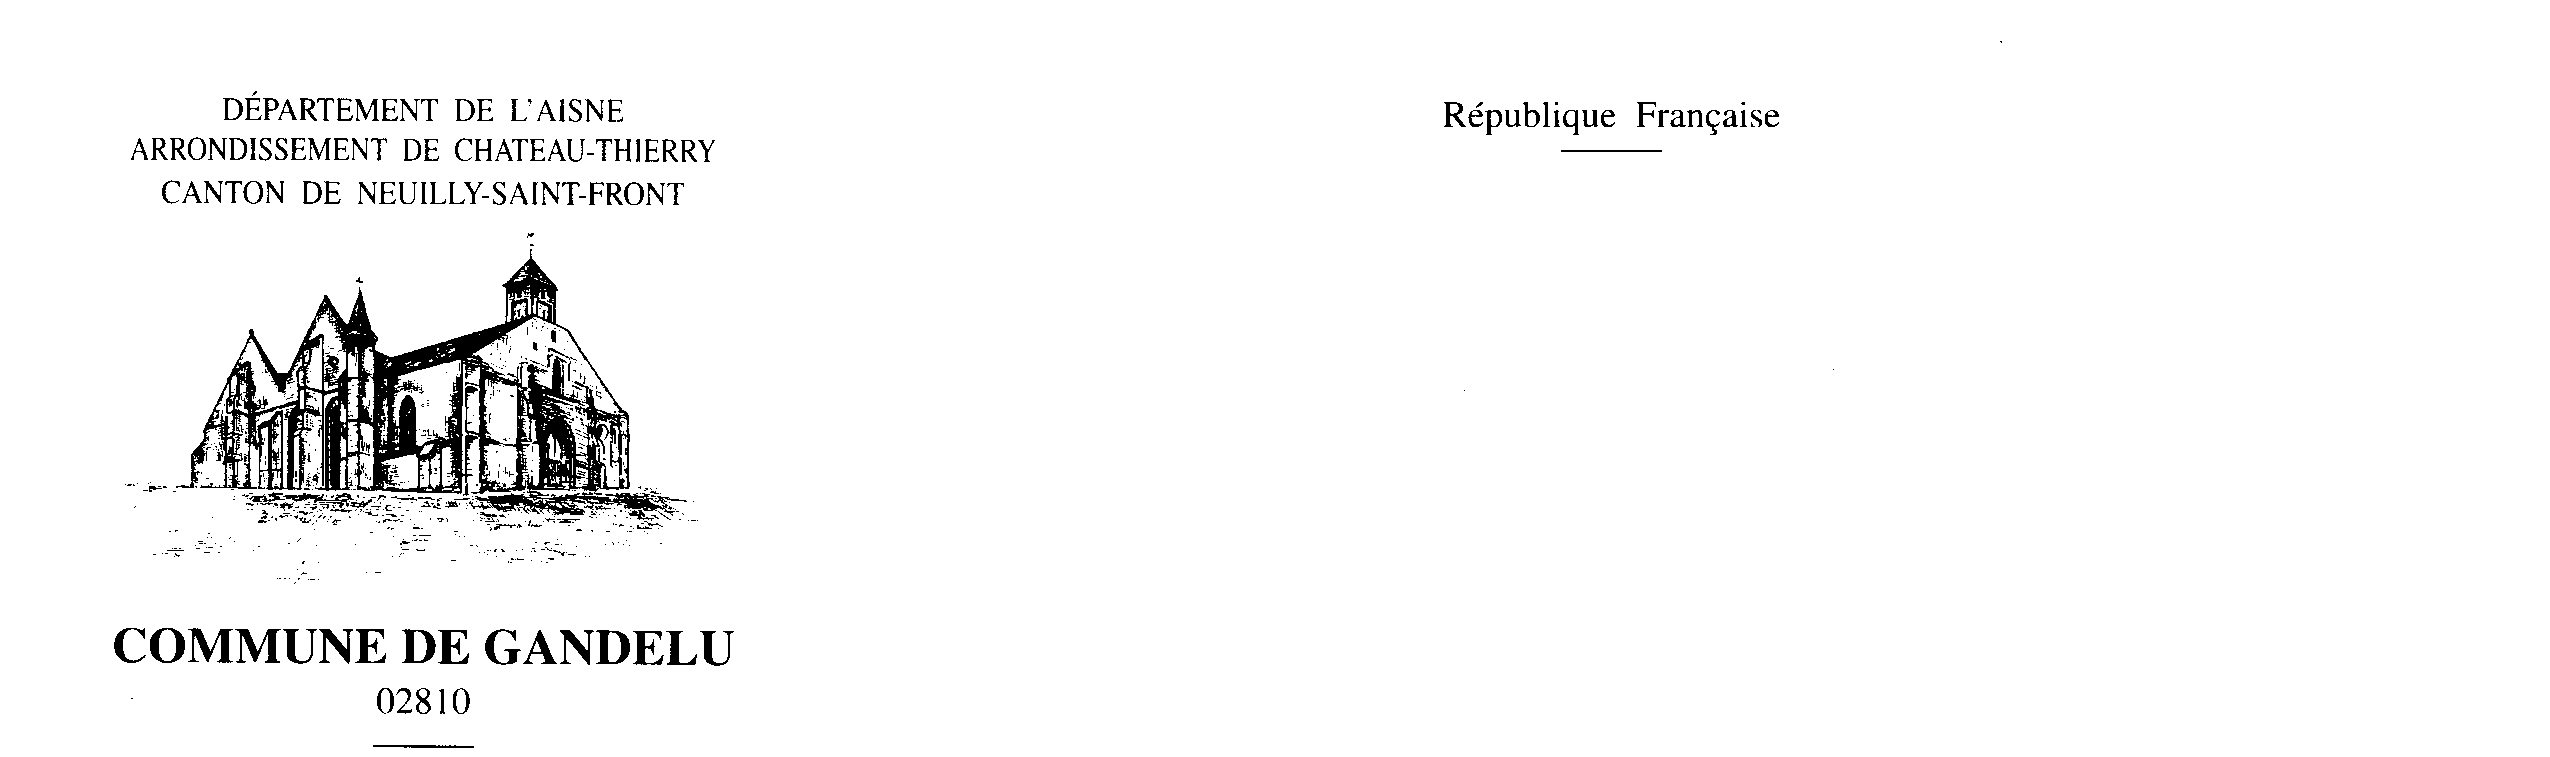 DÉPARTEMENT DE L'AISNE
ARRONDISSEMENT DE CHATEAU-THIERRY
CANTON DE NEUILLY-SAINT-FRONT
COMMUNE DE GANDELU
02810
République Française